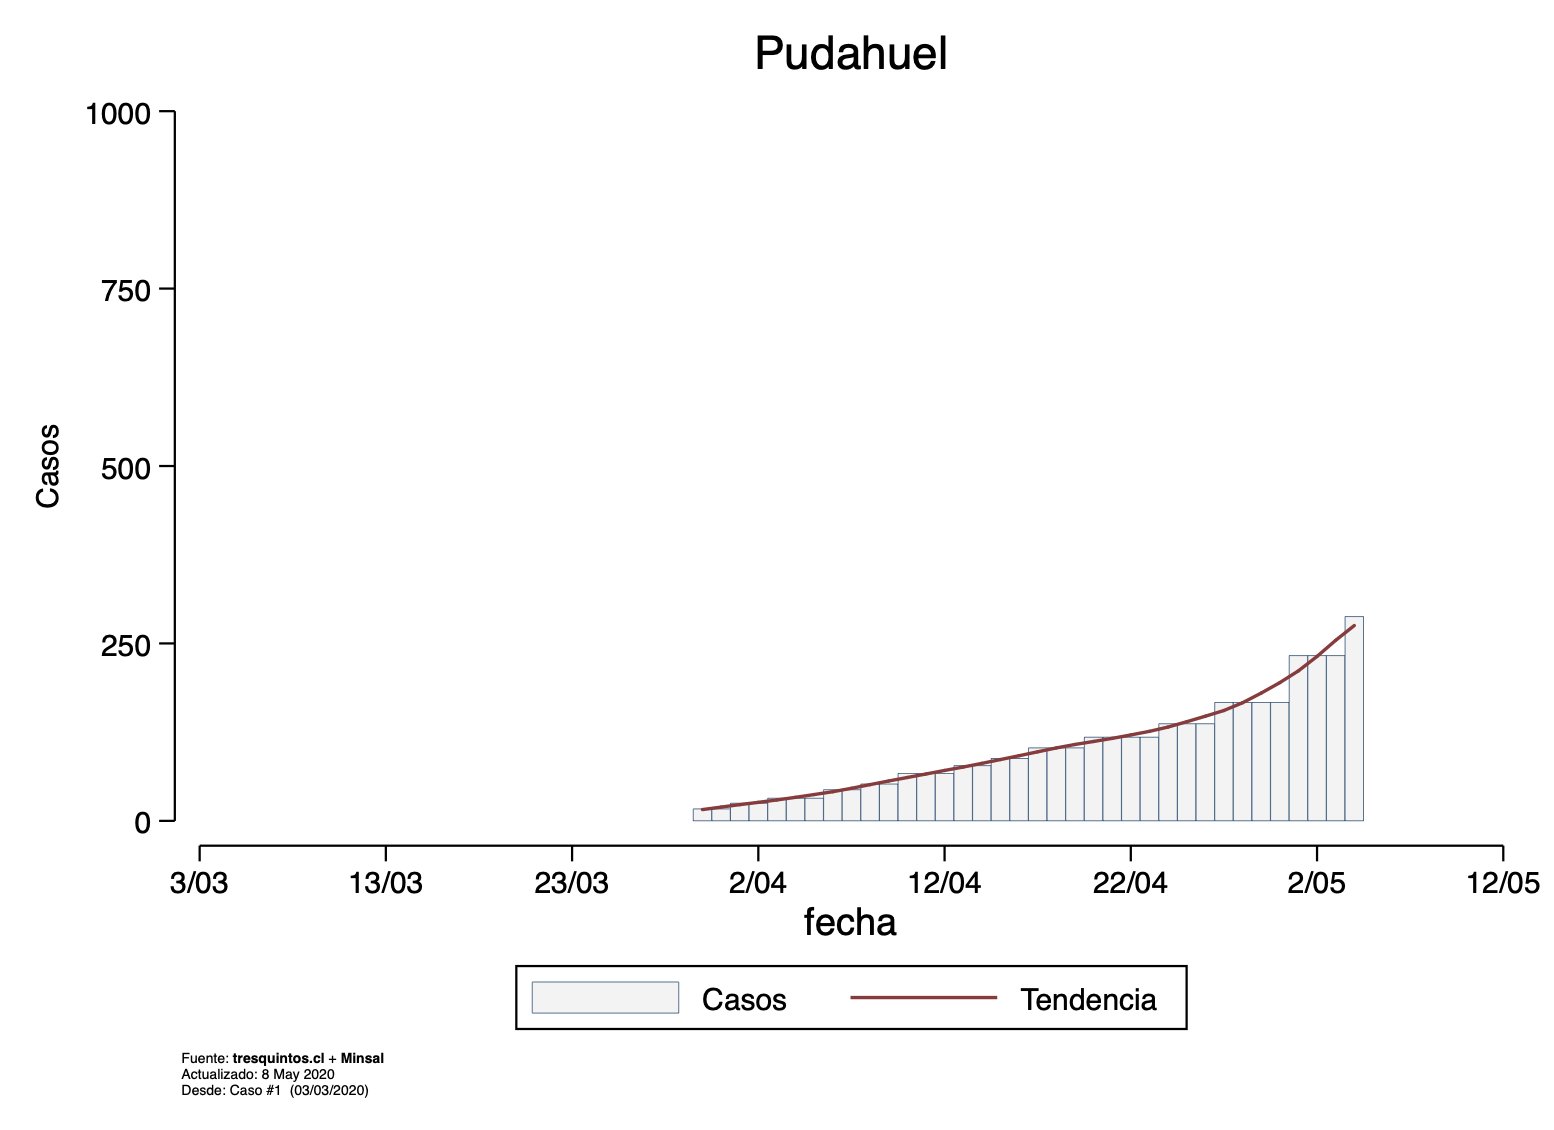 Pudahuel
1000
750
500
250
0
Casos
3/03 13/03 23/03 2/04 12/04 22/04 2/05 12/05
fecha
Casos Tendencia
Fuente: tresquintos.cl + Minsal
Actualizado: 8 May 2020
Desde: Caso #1 (03/03/2020)